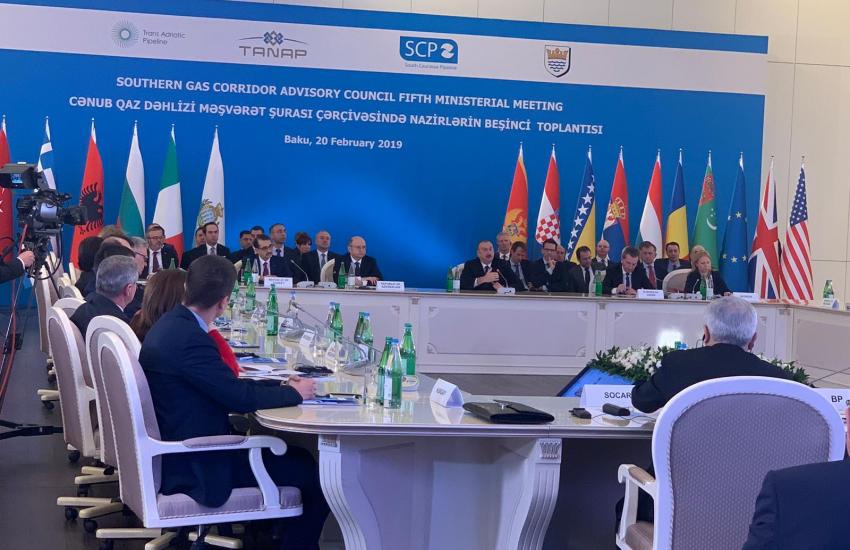 Trans Adriatic
Pipeline
TANAP
SCP
South Caucasus Pipeline
SOUTHERN GAS CORRIDOR ADVISORY COUNCIL FIFTH MINISTERIAL MEETING
CƏNUB QAZ DƏHLİZİ MƏŞVƏRƏT ŞURASI ÇƏRÇİVƏSİNDƏ NAZİRLƏRİN BEŞİNCİ TOPLANTISI
Baku, 20 February 2019
HUNGARY
SOCAR
BP